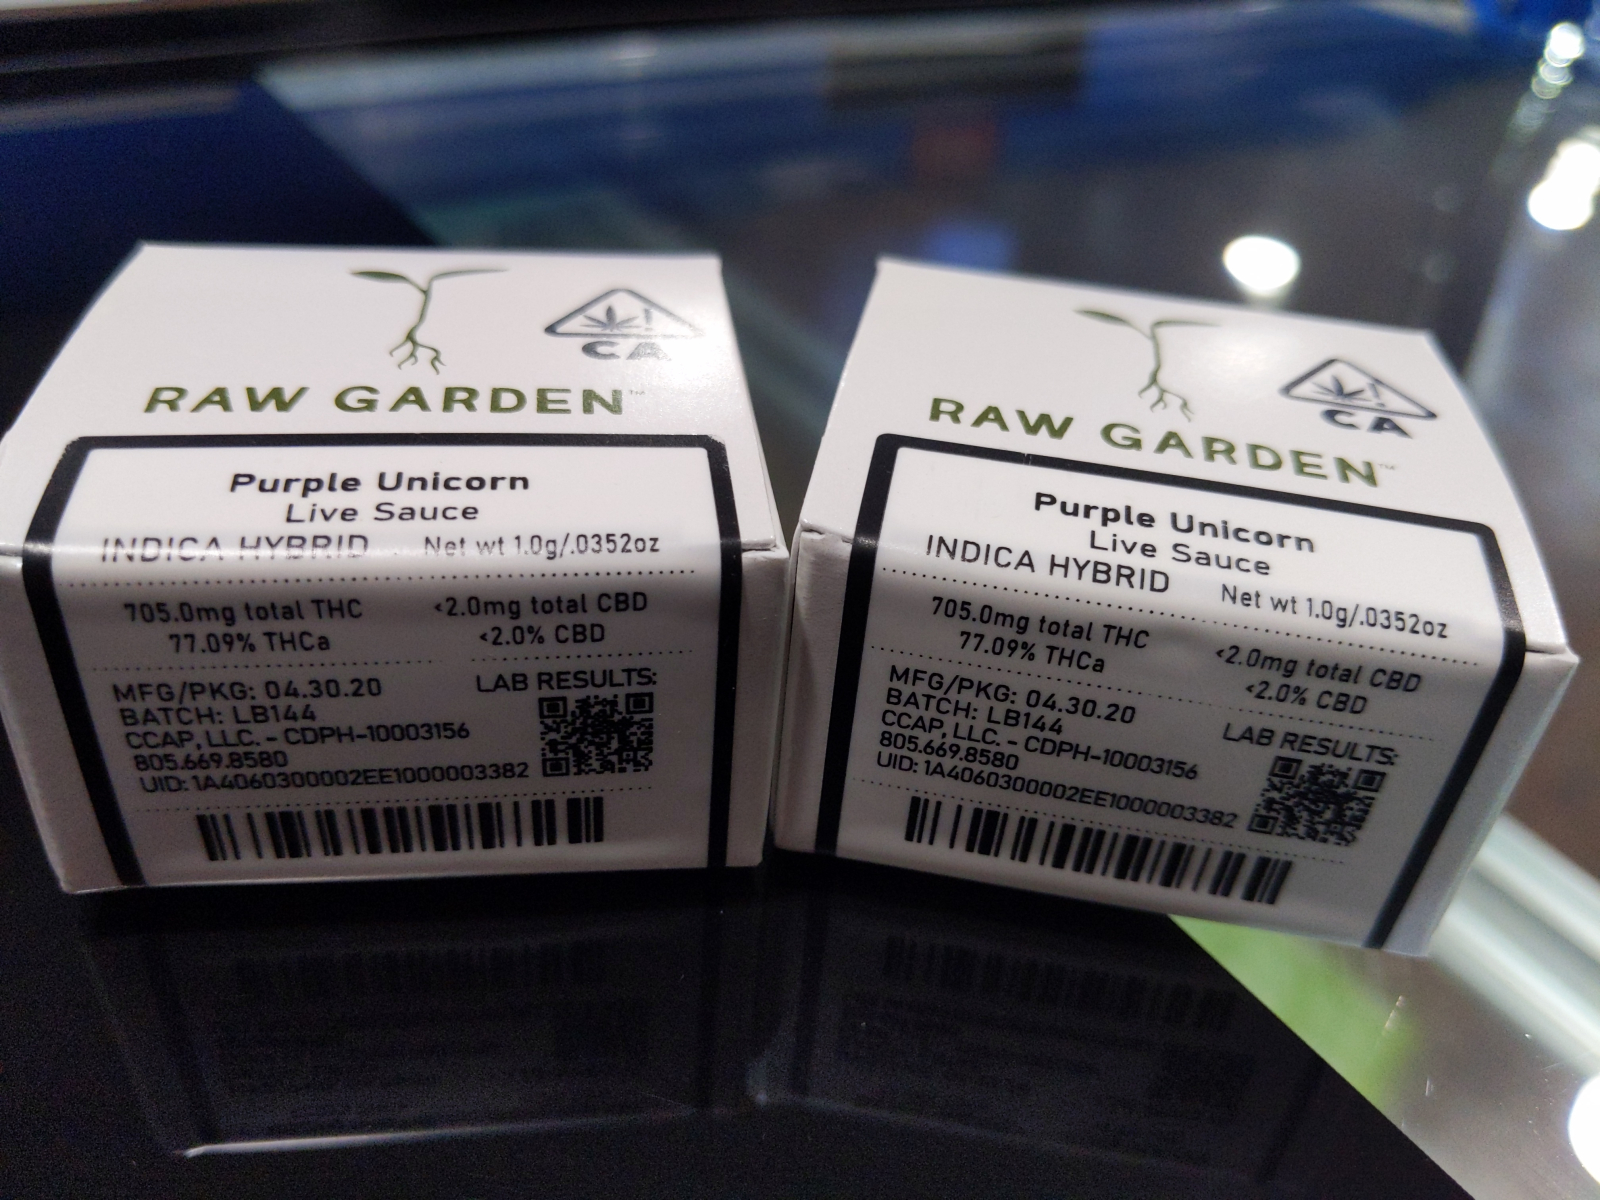 CA
RAW GARDEN™
Purple Unicorn
Live Sauce
INDICA HYBRID Net wt 1.0g/.0352oz
705.0mg total THC <2.0mg total CBD
77.09% THCa <2.0% CBD
MFG/PKG: 04.30.20 LAB RESULTS:
BATCH: LB144
CCAP, LLC. - CDPH-10003156
805.669.8580
UID: 1A4060300002EE1000003382
CA
RAW GARDEN™
Purple Unicorn
Live Sauce
INDICA HYBRID Net wt 1.0g/.0352oz
705.0mg total THC <2.0mg total CBD
77.09% THCa <2.0% CBD
MFG/PKG: 04.30.20 LAB RESULTS:
BATCH: LB144
CCAP, LLC. - CDPH-10003156
805.669.8580
UID: 1A4060300002EE1000003382